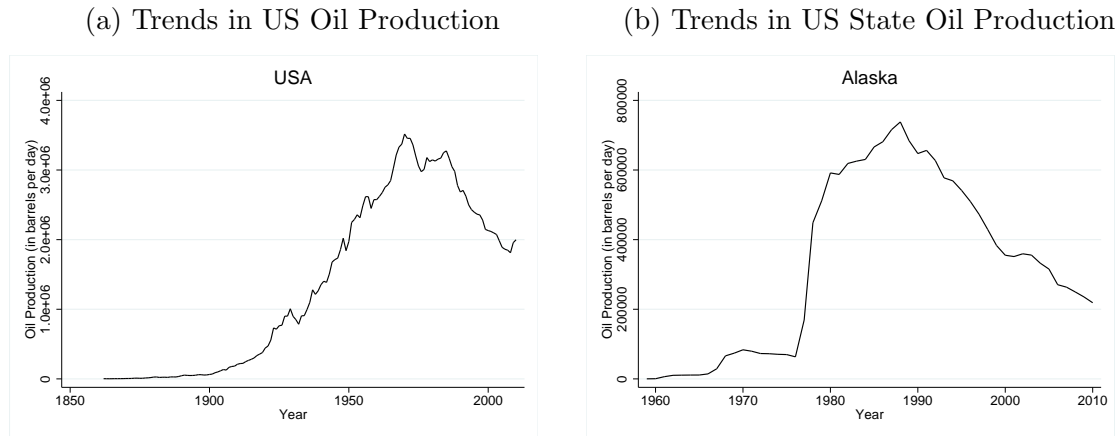 (a) Trends in US Oil Production
USA
Oil Production (in barrels per day)
4.0e+06
3.0e+06
2.0e+06
1.0e+06
0
1850
1900
1950
2000
Year
(b) Trends in US State Oil Production
Alaska
Oil Production (in barrels per day)
800000
600000
400000
200000
0
1960
1970
1980
1990
2000
2010
Year